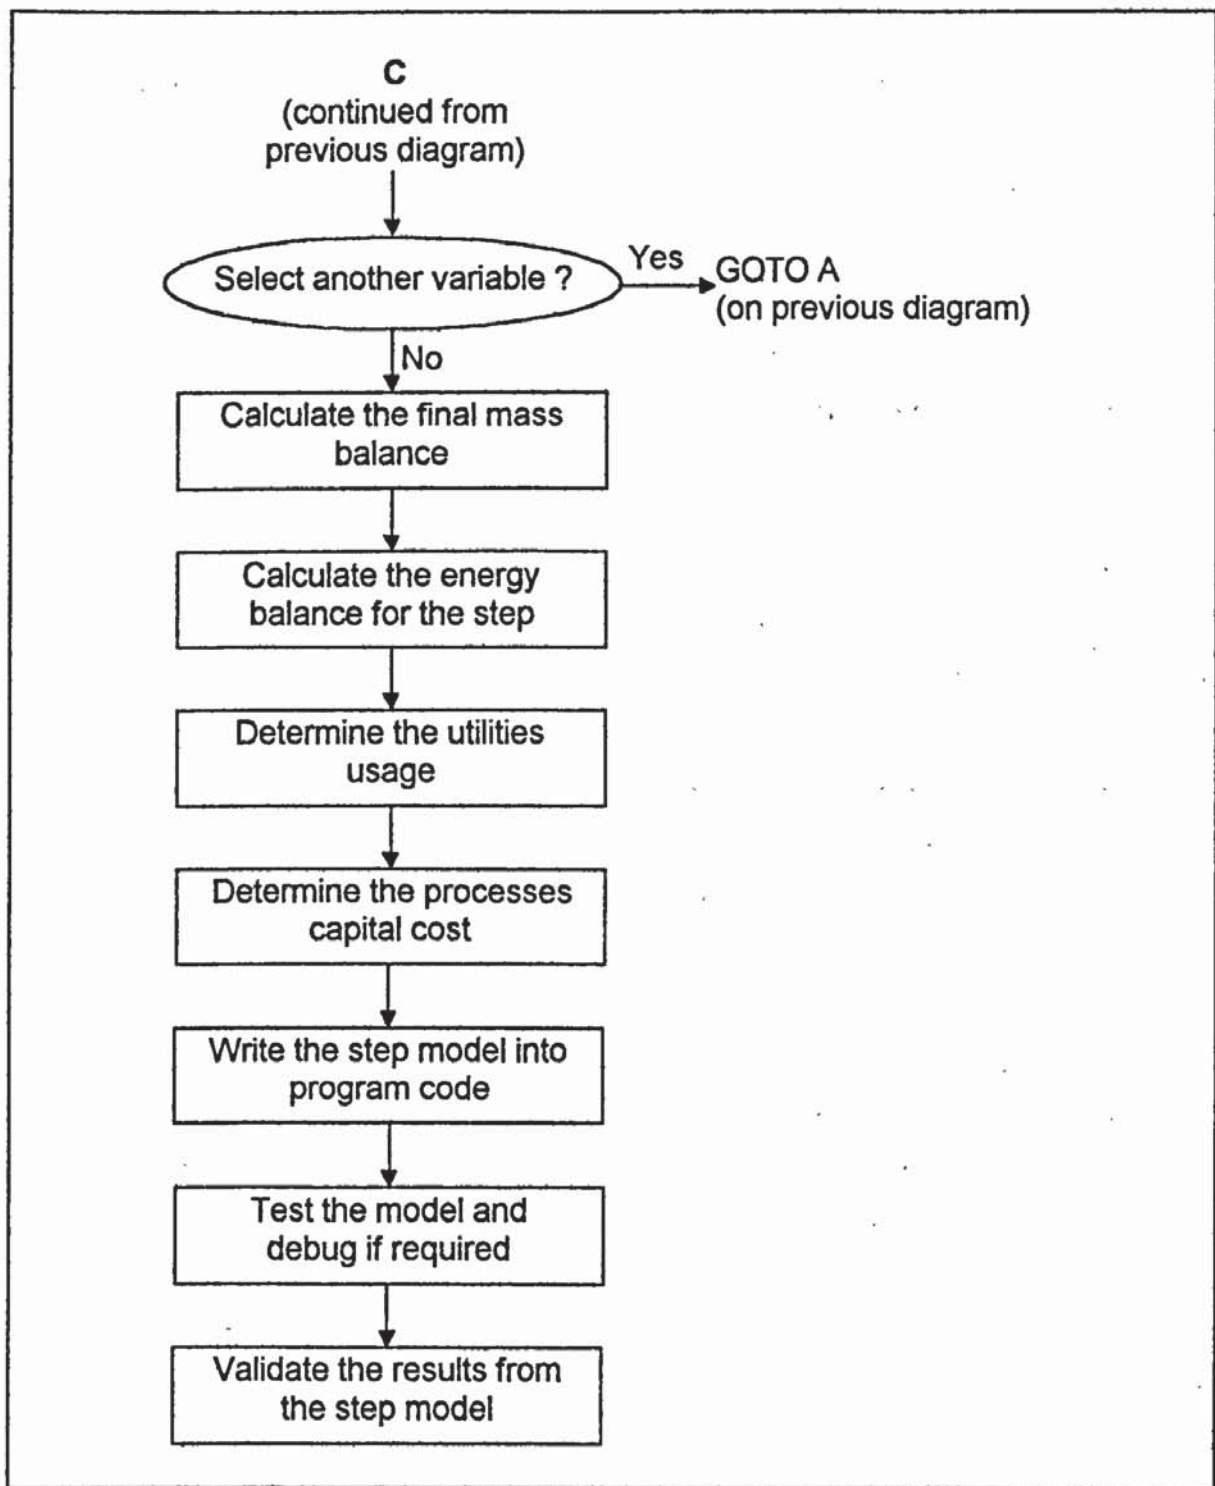 C
(continued from
previous diagram)
Select another variable ?
Yes
GOTO A
(on previous diagram)
No
Calculate the final mass
balance
Calculate the energy
balance for the step
Determine the utilities
usage
Determine the processes
capital cost
Write the step model into
program code
Test the model and
debug if required
Validate the results from
the step model